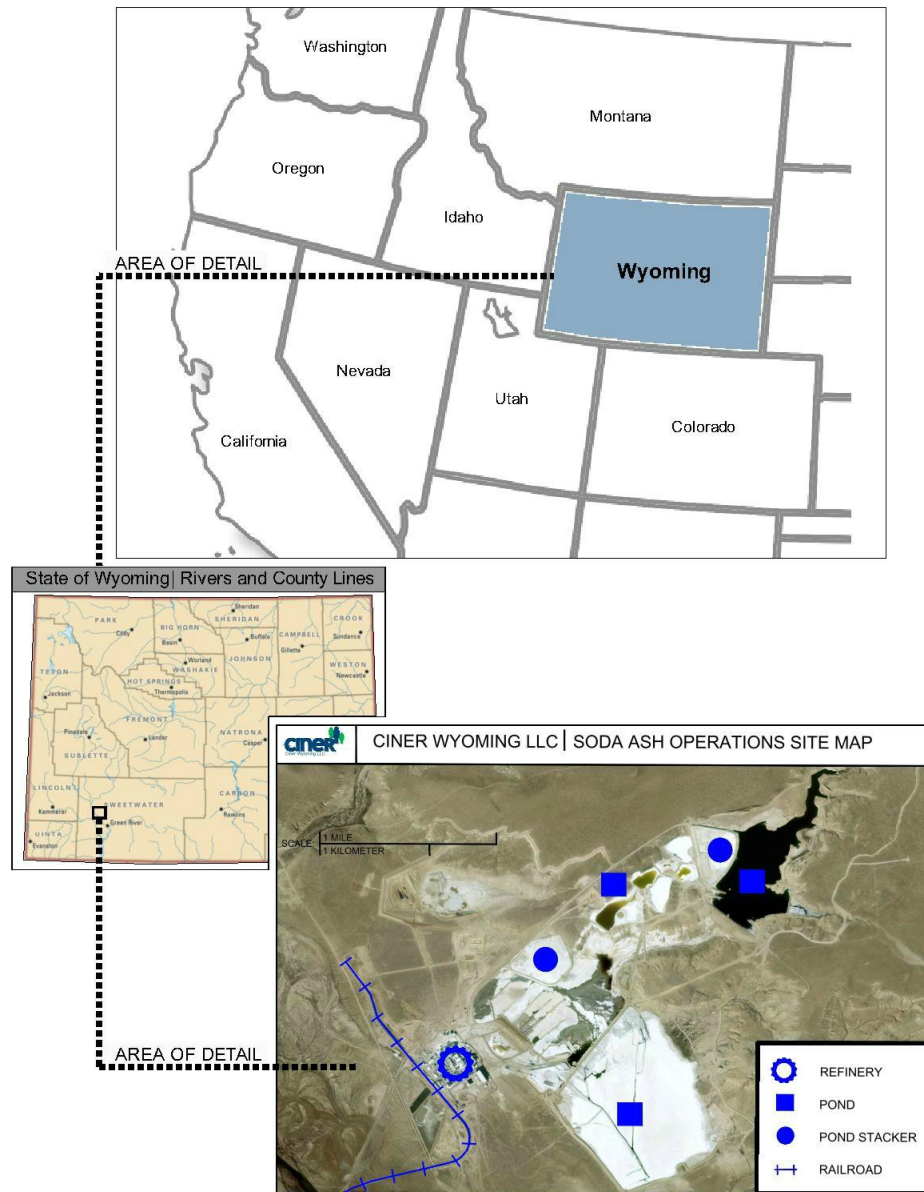 Washington
Montana
Oregon
Idaho
AREA OF DETAIL
Wyoming
Nevada
Utah
Colorado
California
State of Wyoming| Rivers and County Lines
Sheridan
PARK
BIG HORN
SHERIDAN
CROOK
Cody
Basin
Buffalo
CAMPBELL
Sundance
Gillette
Worland
JOHNSON
WESTON
WASHAKIE
TETON
HOT SPRINGS
Newcastle
Thermopolis
Jackson
FREMONT
Pinedale
Lander
NATRONA
Casper
SUBLETTE
LINCOLN
CARBON
Kemmerer
SWEETWATER
Rawlins
Green River
UINTA
Evanston
CINER
Ciner Wyoming LLC
CINER WYOMING LLC | SODA ASH OPERATIONS SITE MAP
SCALE:
1 MILE
1 KILOMETER
AREA OF DETAIL
REFINERY
POND
POND STACKER
RAILROAD